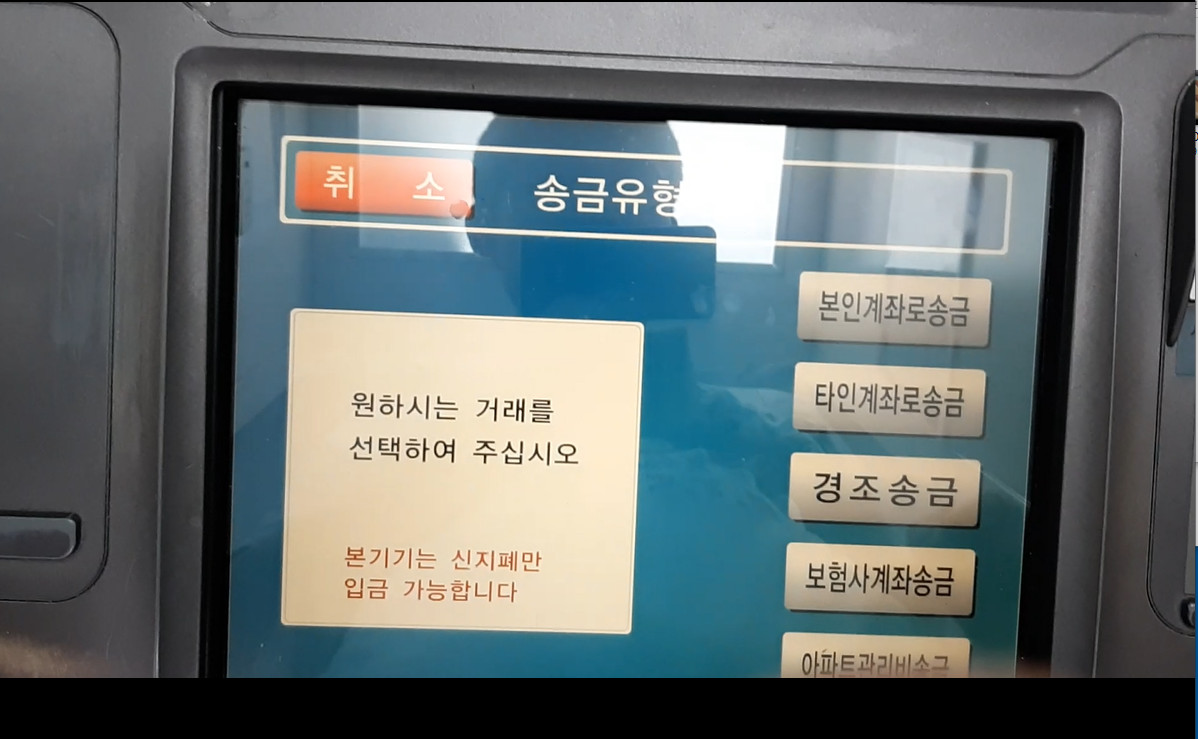 취 소
송금유형
본인계좌로송금
타인계좌로송금
경조송금
보험사계좌송금
아파트관리비송금
원하시는 거래를
선택하여 주십시오
본기기는 신지폐만
입금 가능합니다